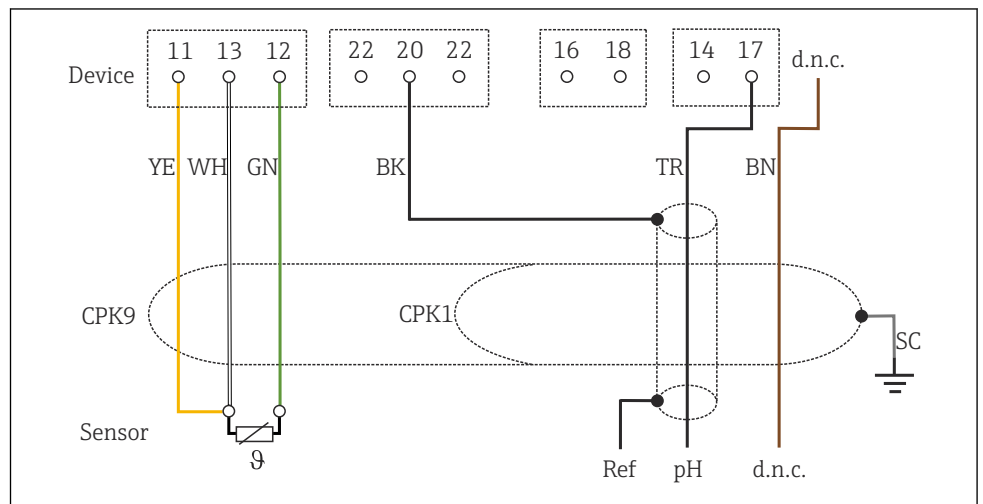 11 13 12 22 20 22 16 18 14 17 d.n.c.
Device
YE WH GN BK TR BN
CPK9 CPK1
SC
Sensor
ϑ
Ref pH d.n.c.